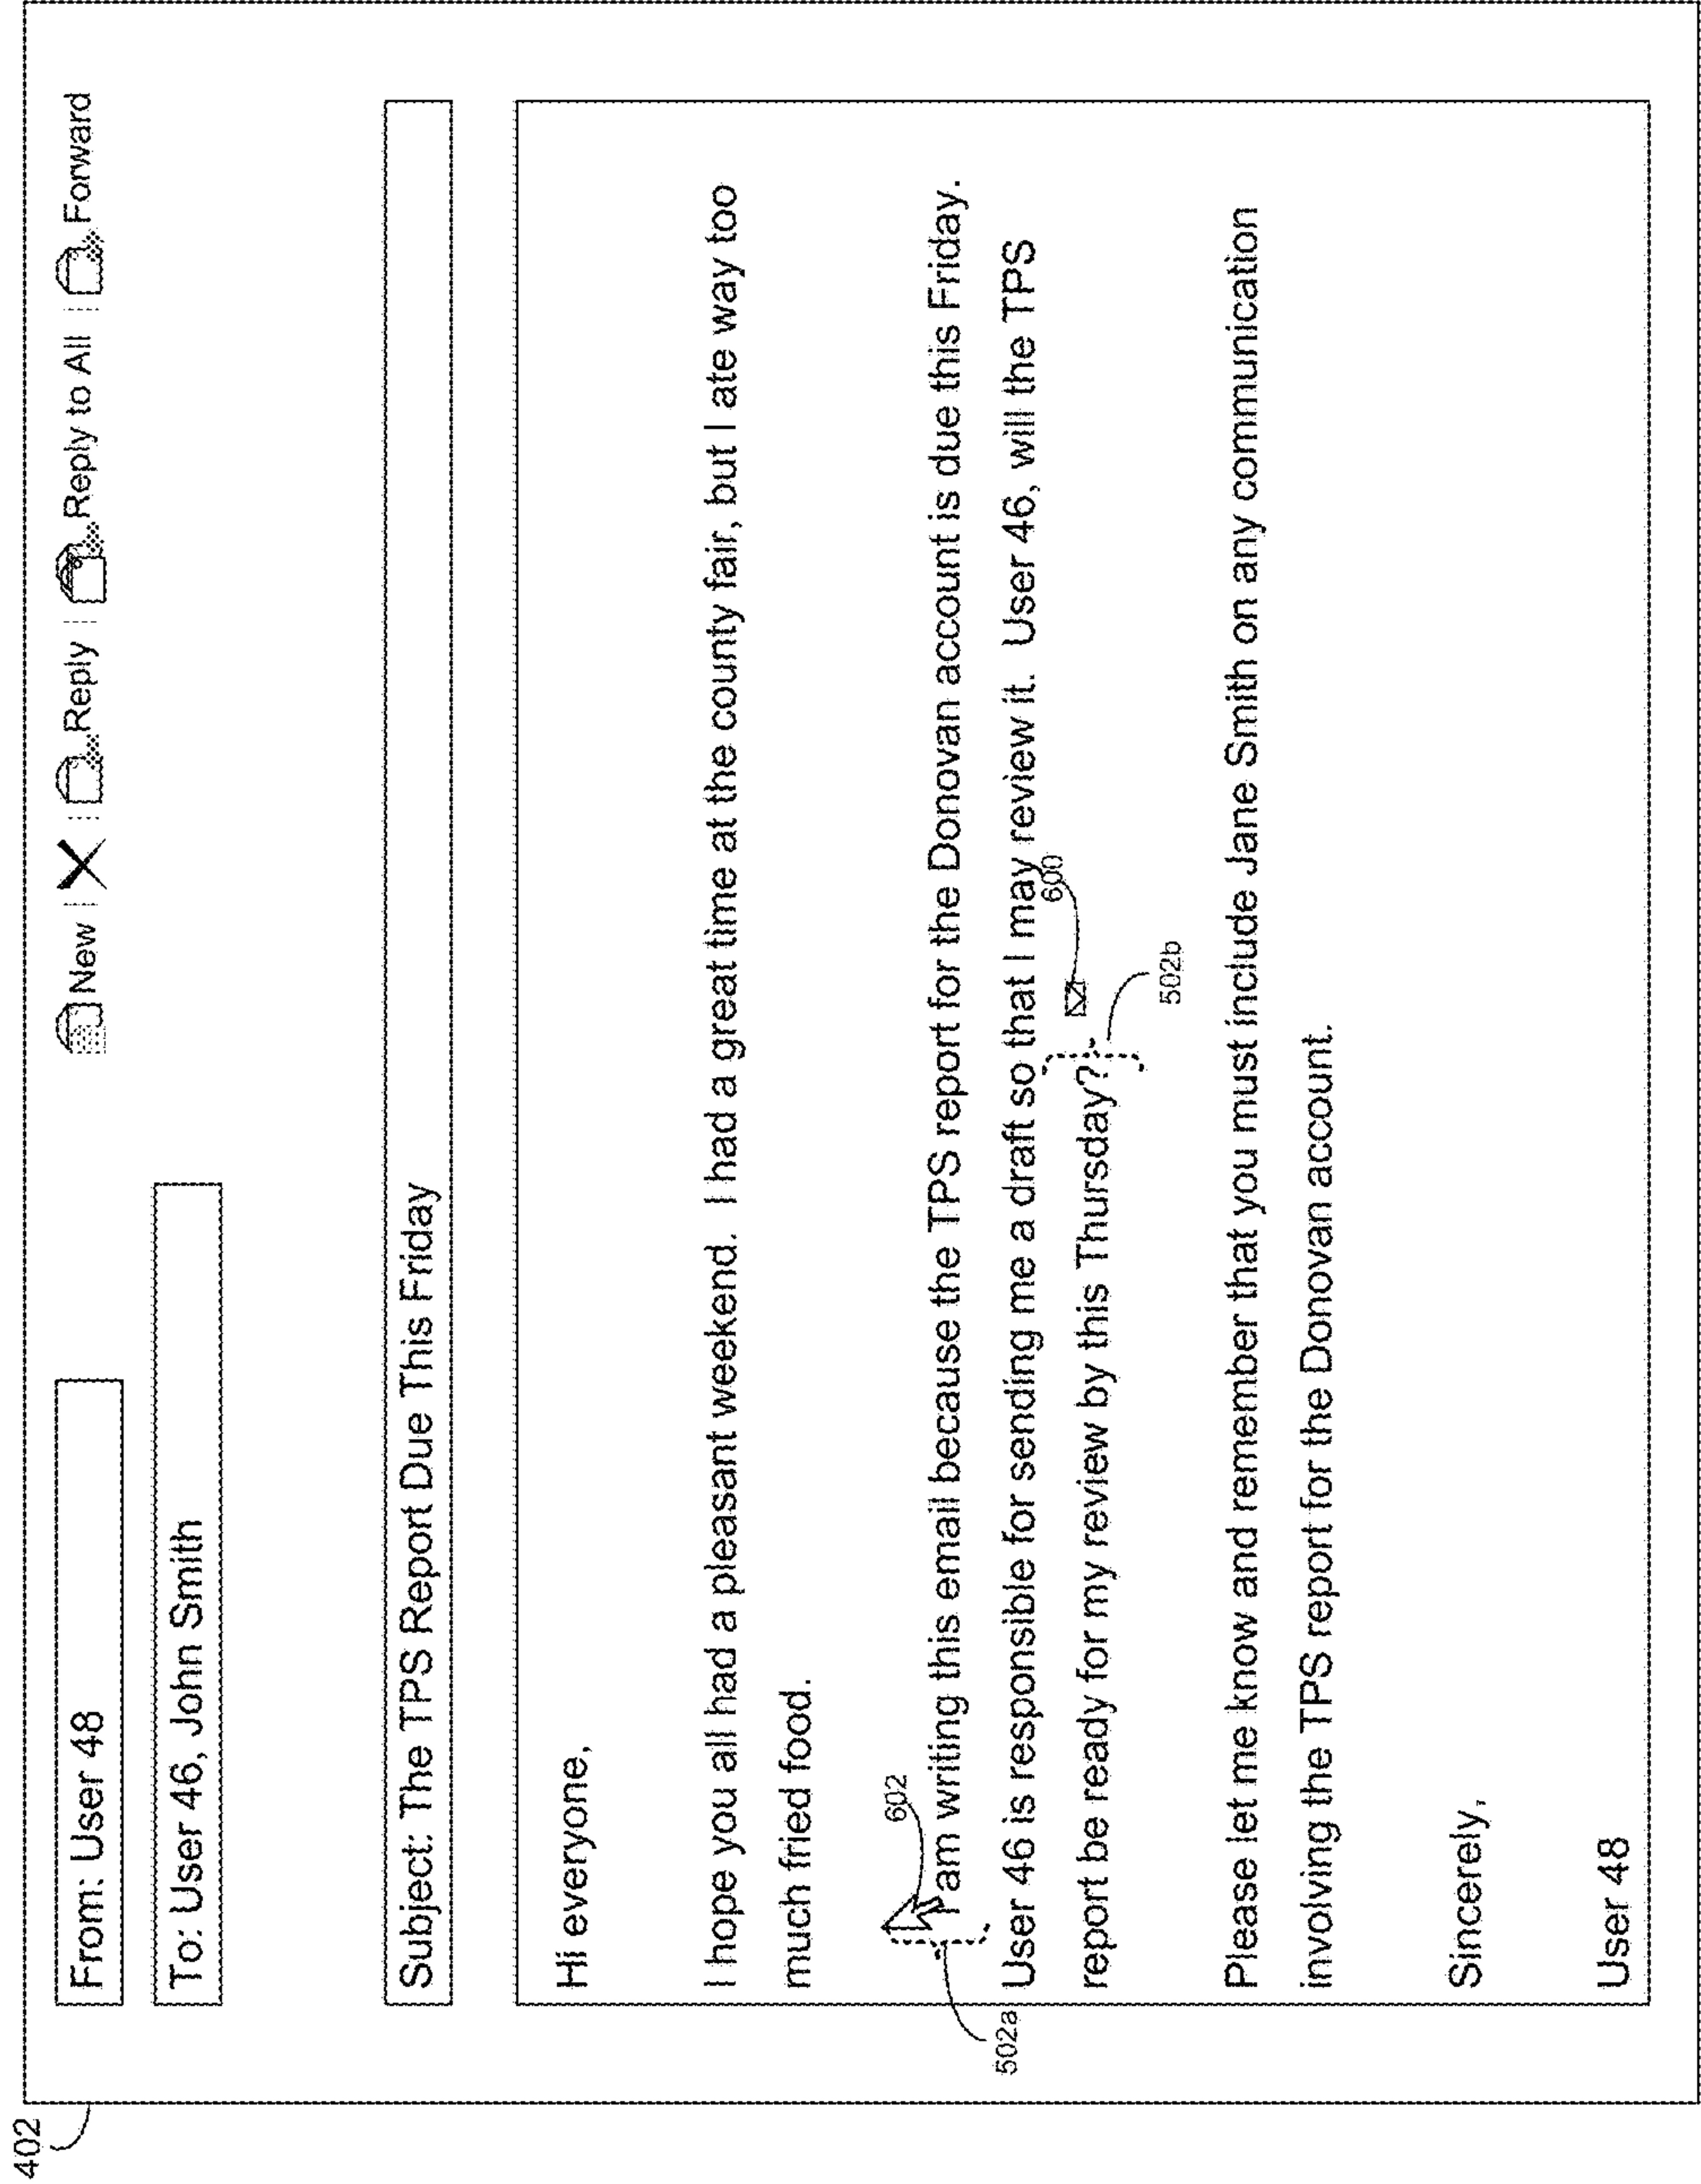 402
From: User 48
New Reply Reply to All Forward
To: User 46, John Smith
Subject: The TPS Report Due This Friday
Hi everyone,
I hope you all had a pleasant weekend. I had a great time at the county fair, but I ate way too
much fried food.
602
I am writing this email because the TPS report for the Donovan account is due this Friday.
502a
User 46 is responsible for sending me a draft so that I may review it. User 46, will the TPS
600
report be ready for my review by this Thursday?
502b
Please let me know and remember that you must include Jane Smith on any communication
involving the TPS report for the Donovan account.
Sincerely,
User 48